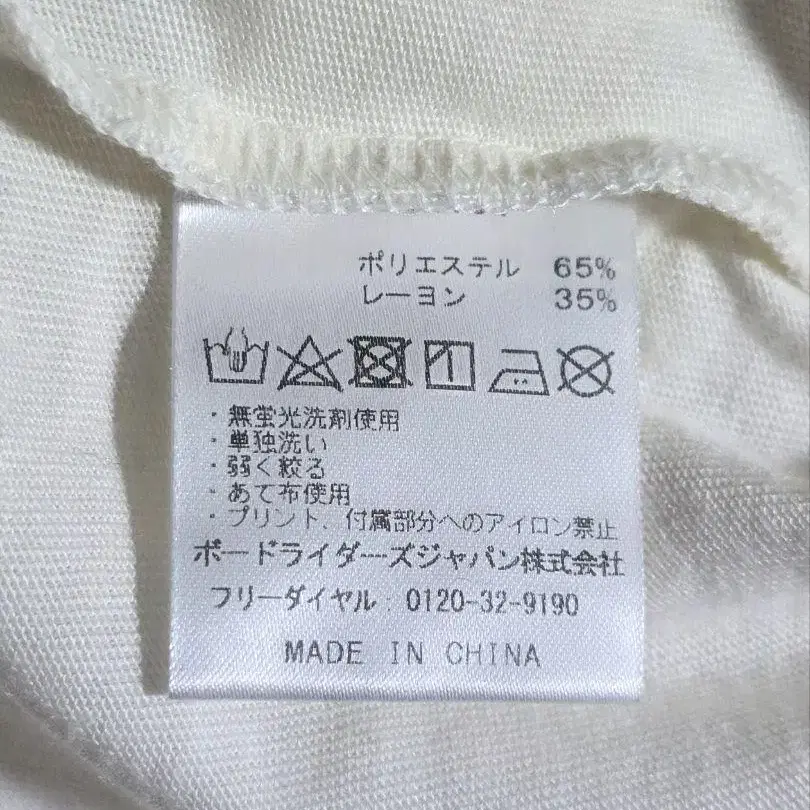 ポリエステル 65%
レーヨン 35%
・無蛍光洗剤使用
・単独洗い
・弱く絞る
・あて布使用
・プリント、付属部分へのアイロン禁止
ボードライダーズジャパン株式会社
フリーダイヤル：0120-32-9190
MADE IN CHINA